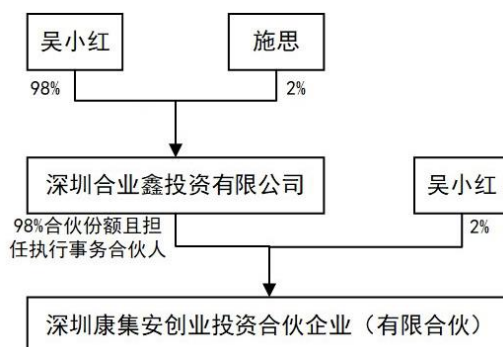 吴小红
施思
98%
2%
深圳合业鑫投资有限公司
吴小红
98%合伙份额且担
任执行事务合伙人
2%
深圳康集安创业投资合伙企业（有限合伙）